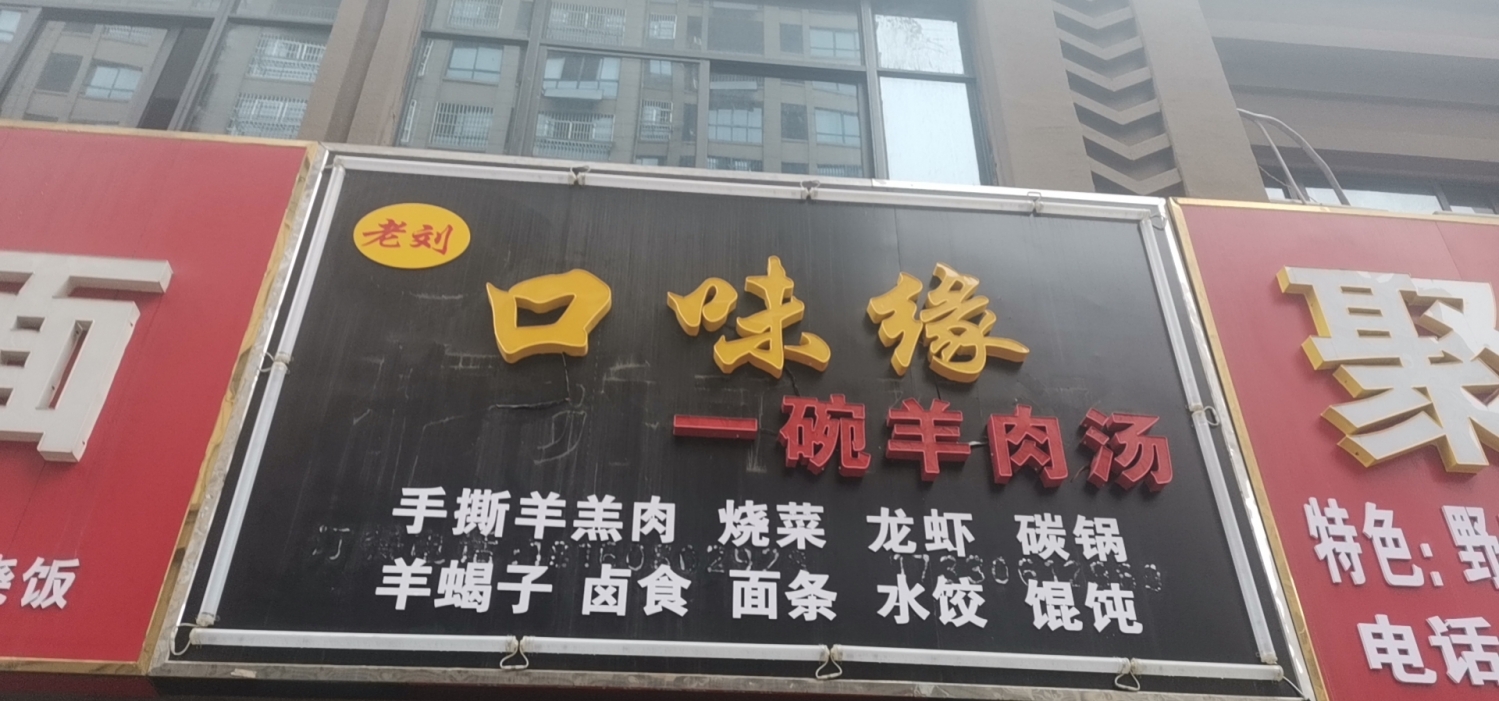 老刘
口味缘
一碗羊肉汤
手撕羊羔肉 烧菜 龙虾 碳锅
羊蝎子 卤食 面条 水饺 馄饨
面
烧饭
聚
特色：野
电话